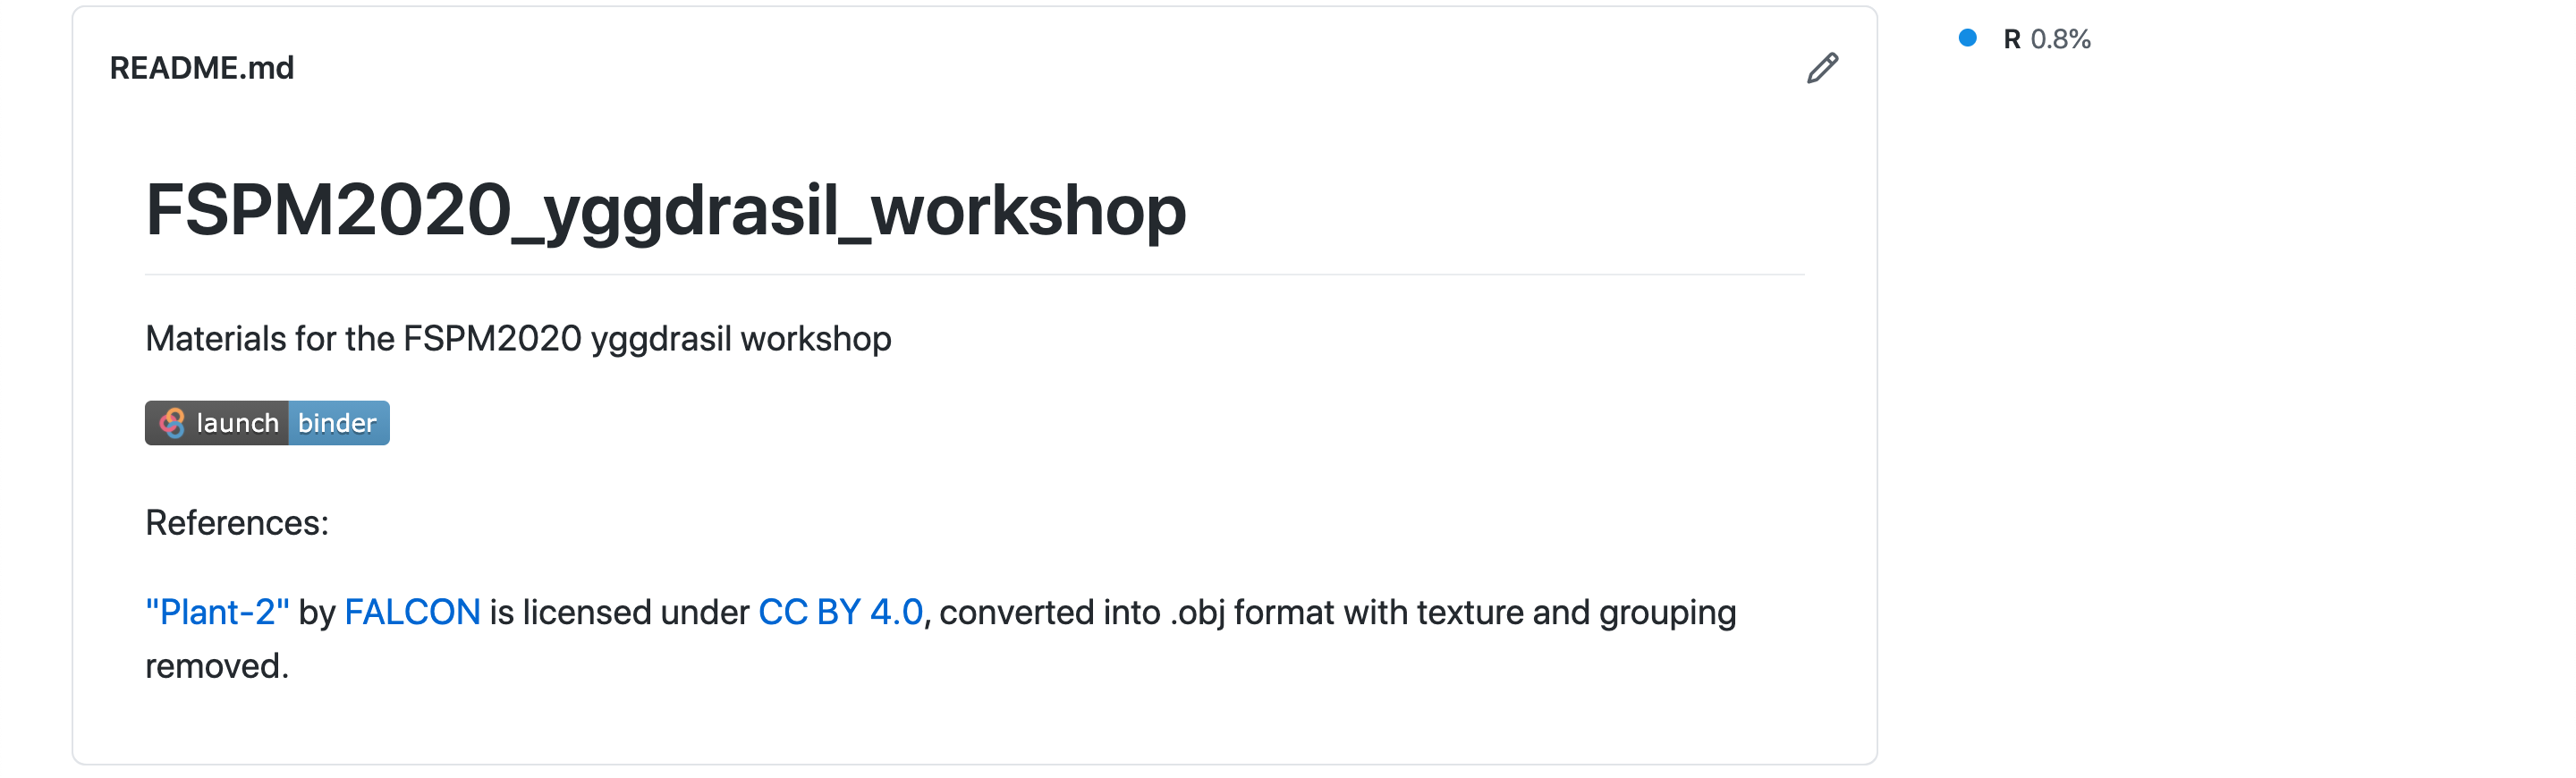 README.md
R 0.8%
FSPM2020_yggdrasil_workshop
Materials for the FSPM2020 yggdrasil workshop
launch binder
References:
"Plant-2" by FALCON is licensed under CC BY 4.0, converted into .obj format with texture and grouping
removed.